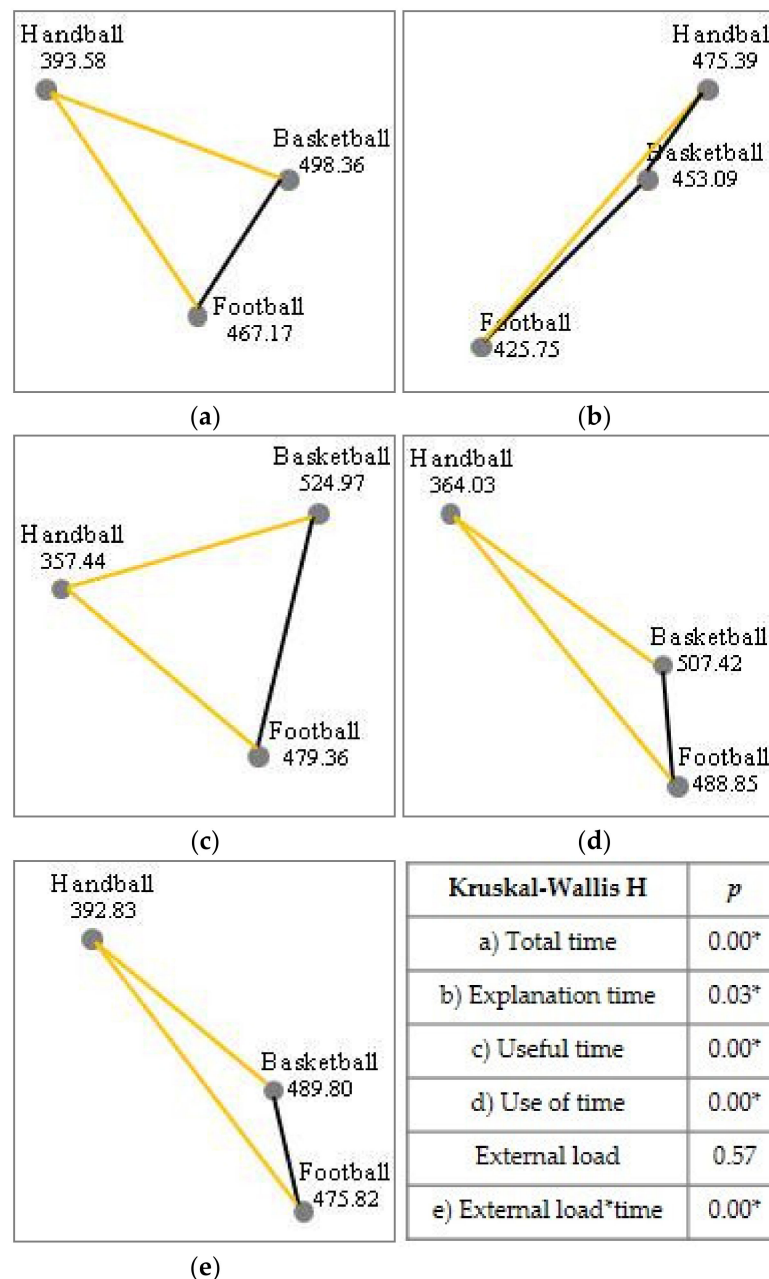 Handball
393.58
Basketball
498.36
Football
467.17
(a)
Handbal
475.39
Basketball
453.09
Football
425.75
(b)
Basketball
524.97
Handball
357.44
Football
479.36
(c)
Handball
364.03
Basketball
507.42
Football
488.85
(d)
Handball
392.83
Basketball
489.80
Football
475.82
(e)
Kruskal-Wallis H p
a) Total time 0.00*
b) Explanation time 0.03*
c) Useful time 0.00*
d) Use of time 0.00*
External load 0.57
e) External load*time 0.00*